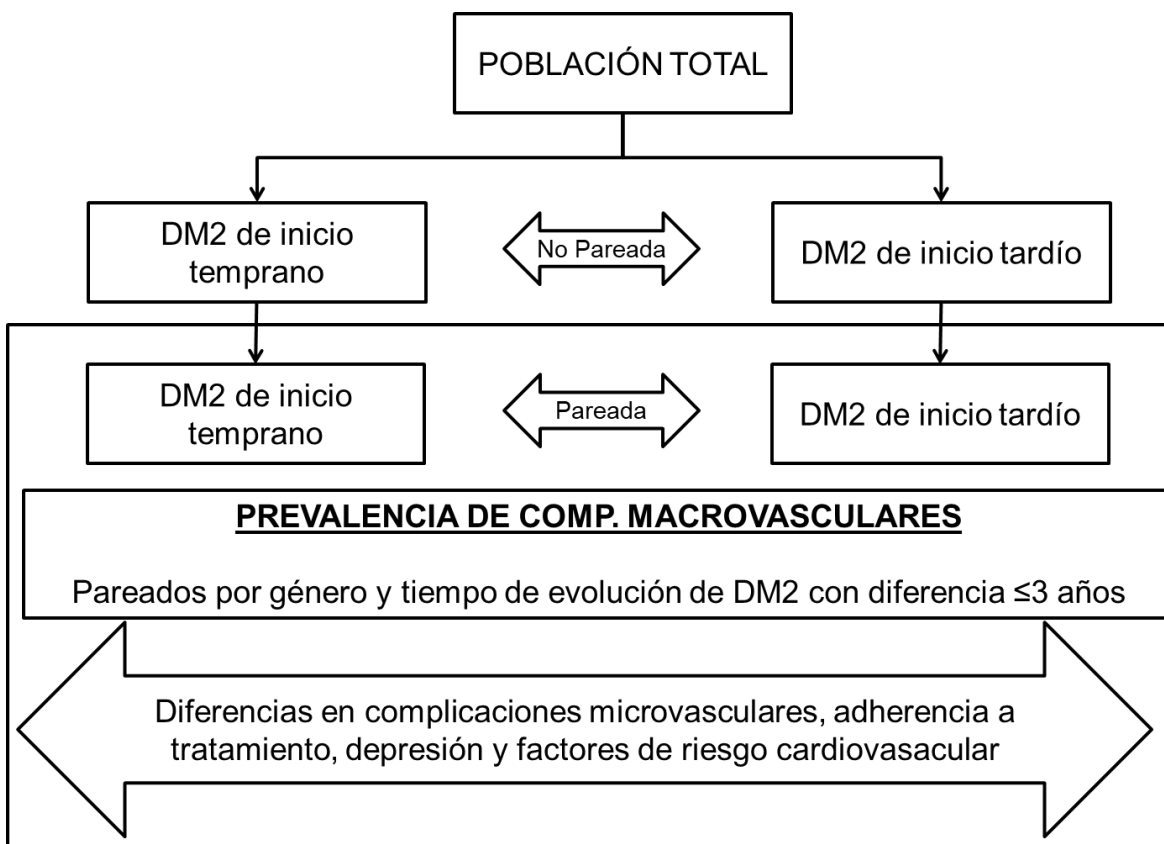 POBLACIÓN TOTAL
DM2 de inicio
temprano
No Pareada
DM2 de inicio tardío
DM2 de inicio
temprano
Pareada
DM2 de inicio tardío
PREVALENCIA DE COMP. MACROVASCULARES
Pareados por género y tiempo de evolución de DM2 con diferencia ≤3 años
Diferencias en complicaciones microvasculares, adherencia a
tratamiento, depresión y factores de riesgo cardiovasacular